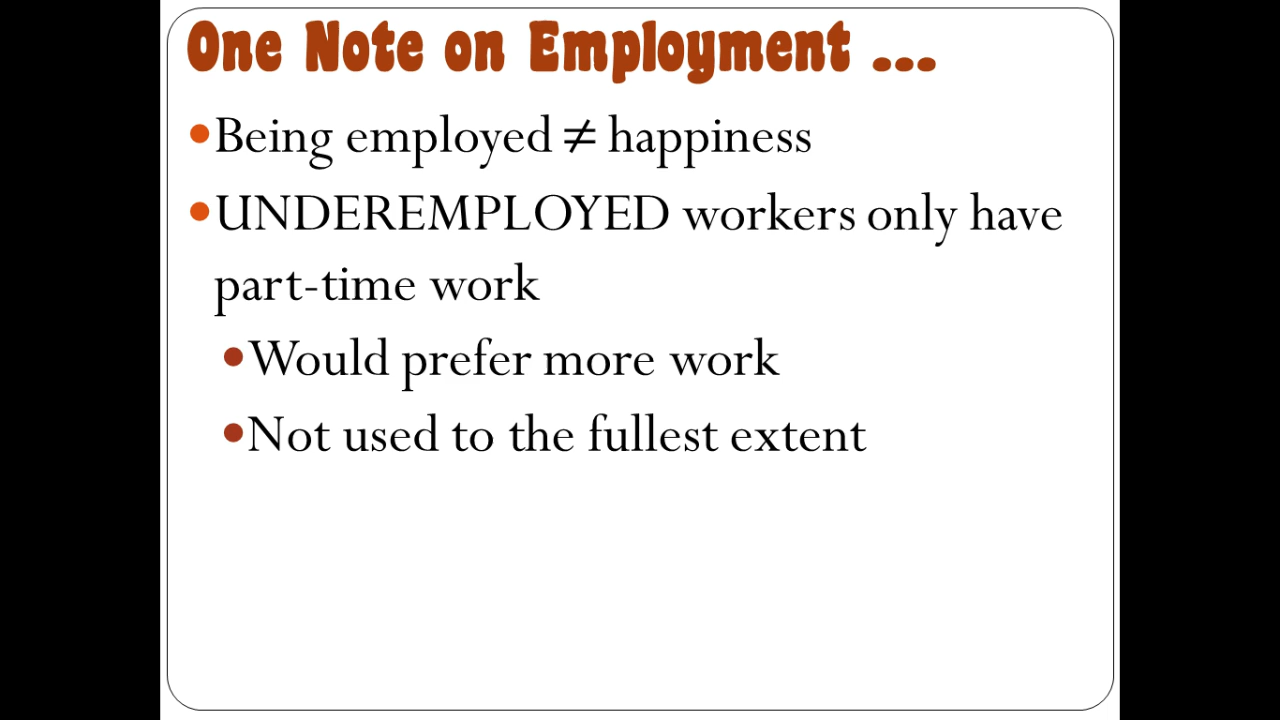 One Note on Employment ...
•Being employed ≠ happiness
•UNDEREMPLOYED workers only have
part-time work
•Would prefer more work
•Not used to the fullest extent